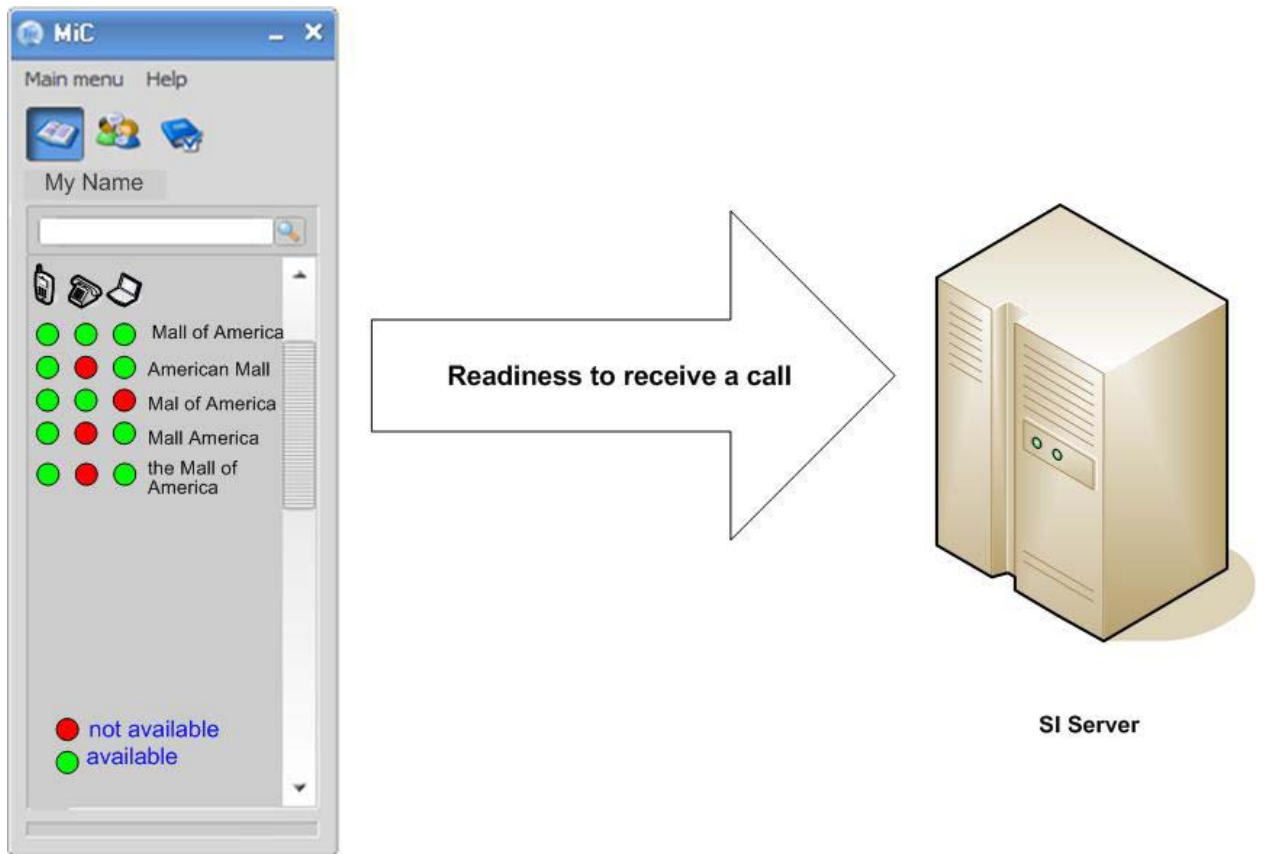 MiC
Main menu Help
My Name
Mall of America
American Mall
Mal of America
Mall America
the Mall of
America
not available
available
Readiness to receive a call
SI Server